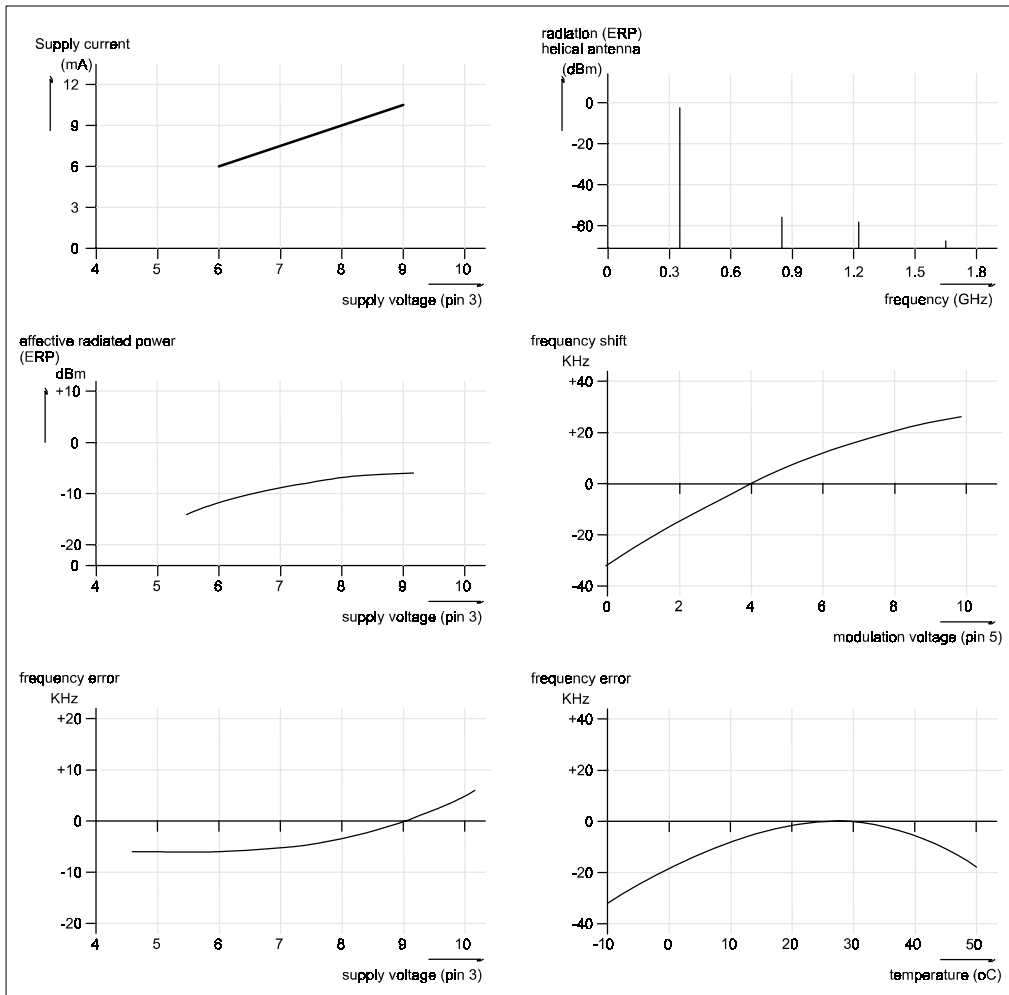 Supply current
(mA)
12
9
6
3
0
4 5 6 7 8 9 10
supply voltage (pin 3)
radiation (ERP)
helical antenna
(dBm)
0
-20
-40
-60
0 0.3 0.6 0.9 1.2 1.5 1.8
frequency (GHz)
effective radiated power
(ERP)
dBm
+10
0
-10
-20
0
4 5 6 7 8 9 10
supply voltage (pin 3)
frequency shift
KHz
+40
+20
0
-20
-40
0 2 4 6 8 10
modulation voltage (pin 5)
frequency error
KHz
+20
+10
0
-10
-20
4 5 6 7 8 9 10
supply voltage (pin 3)
frequency error
KHz
+40
+20
0
-20
-40
-10 0 10 20 30 40 50
temperature (oC)